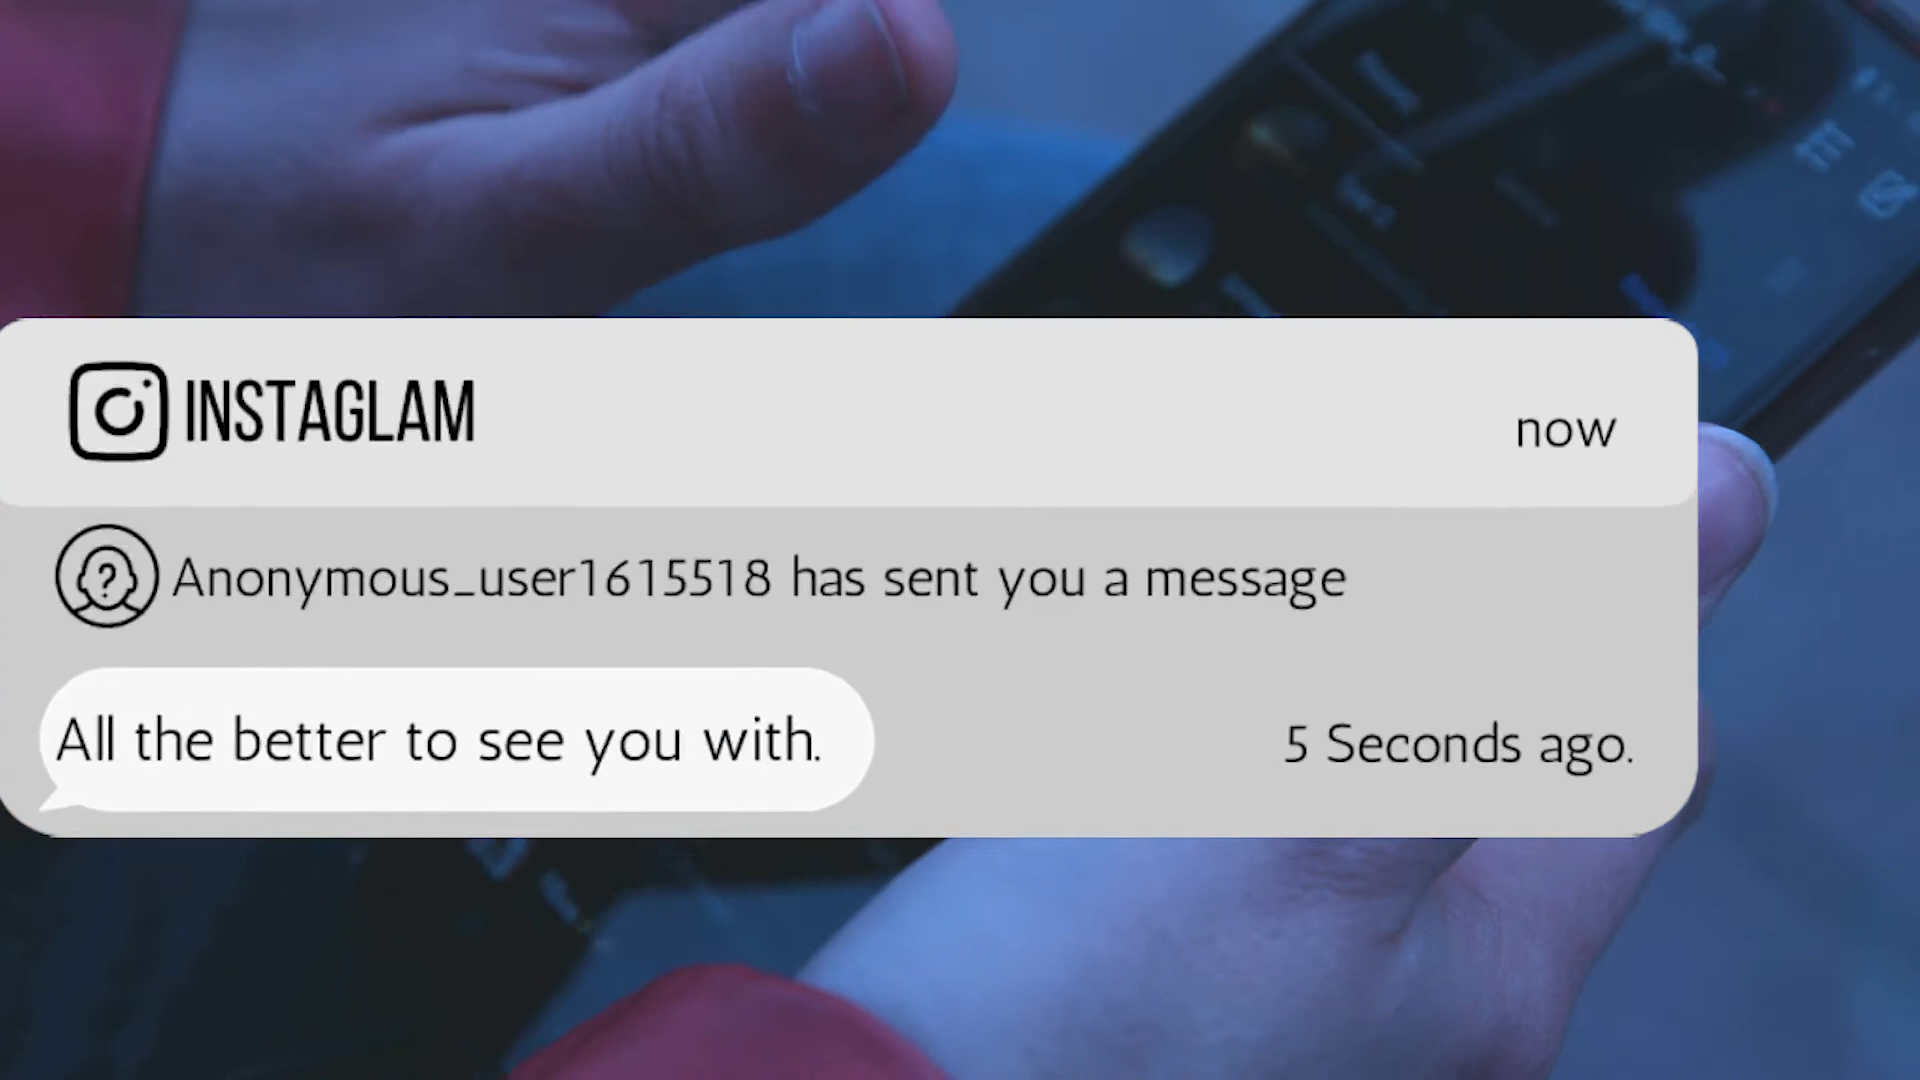 INSTAGLAM
now
Anonymous_user1615518 has sent you a message
All the better to see you with.
5 Seconds ago.